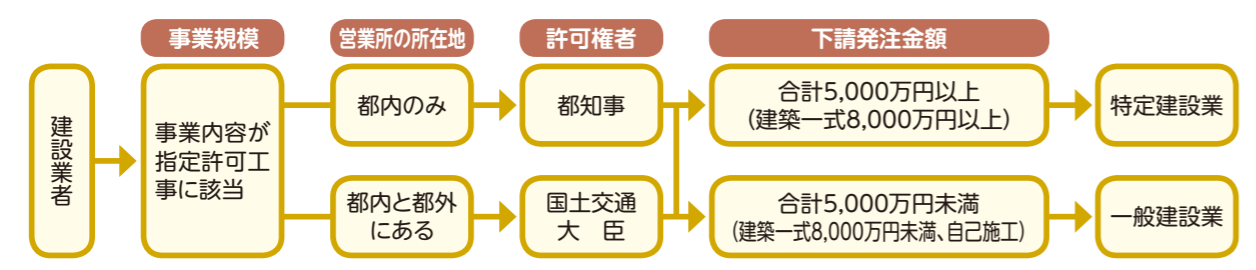 事業規模
営業所の所在地
許可権者
下請発注金額
建設業者
事業内容が
指定許可工
事に該当
都内のみ
都知事
合計5,000万円以上
(建築一式8,000万円以上)
特定建設業
都内と都外
にある
国土交通
大　臣
合計5,000万円未満
(建築一式8,000万円未満、自己施工)
一般建設業